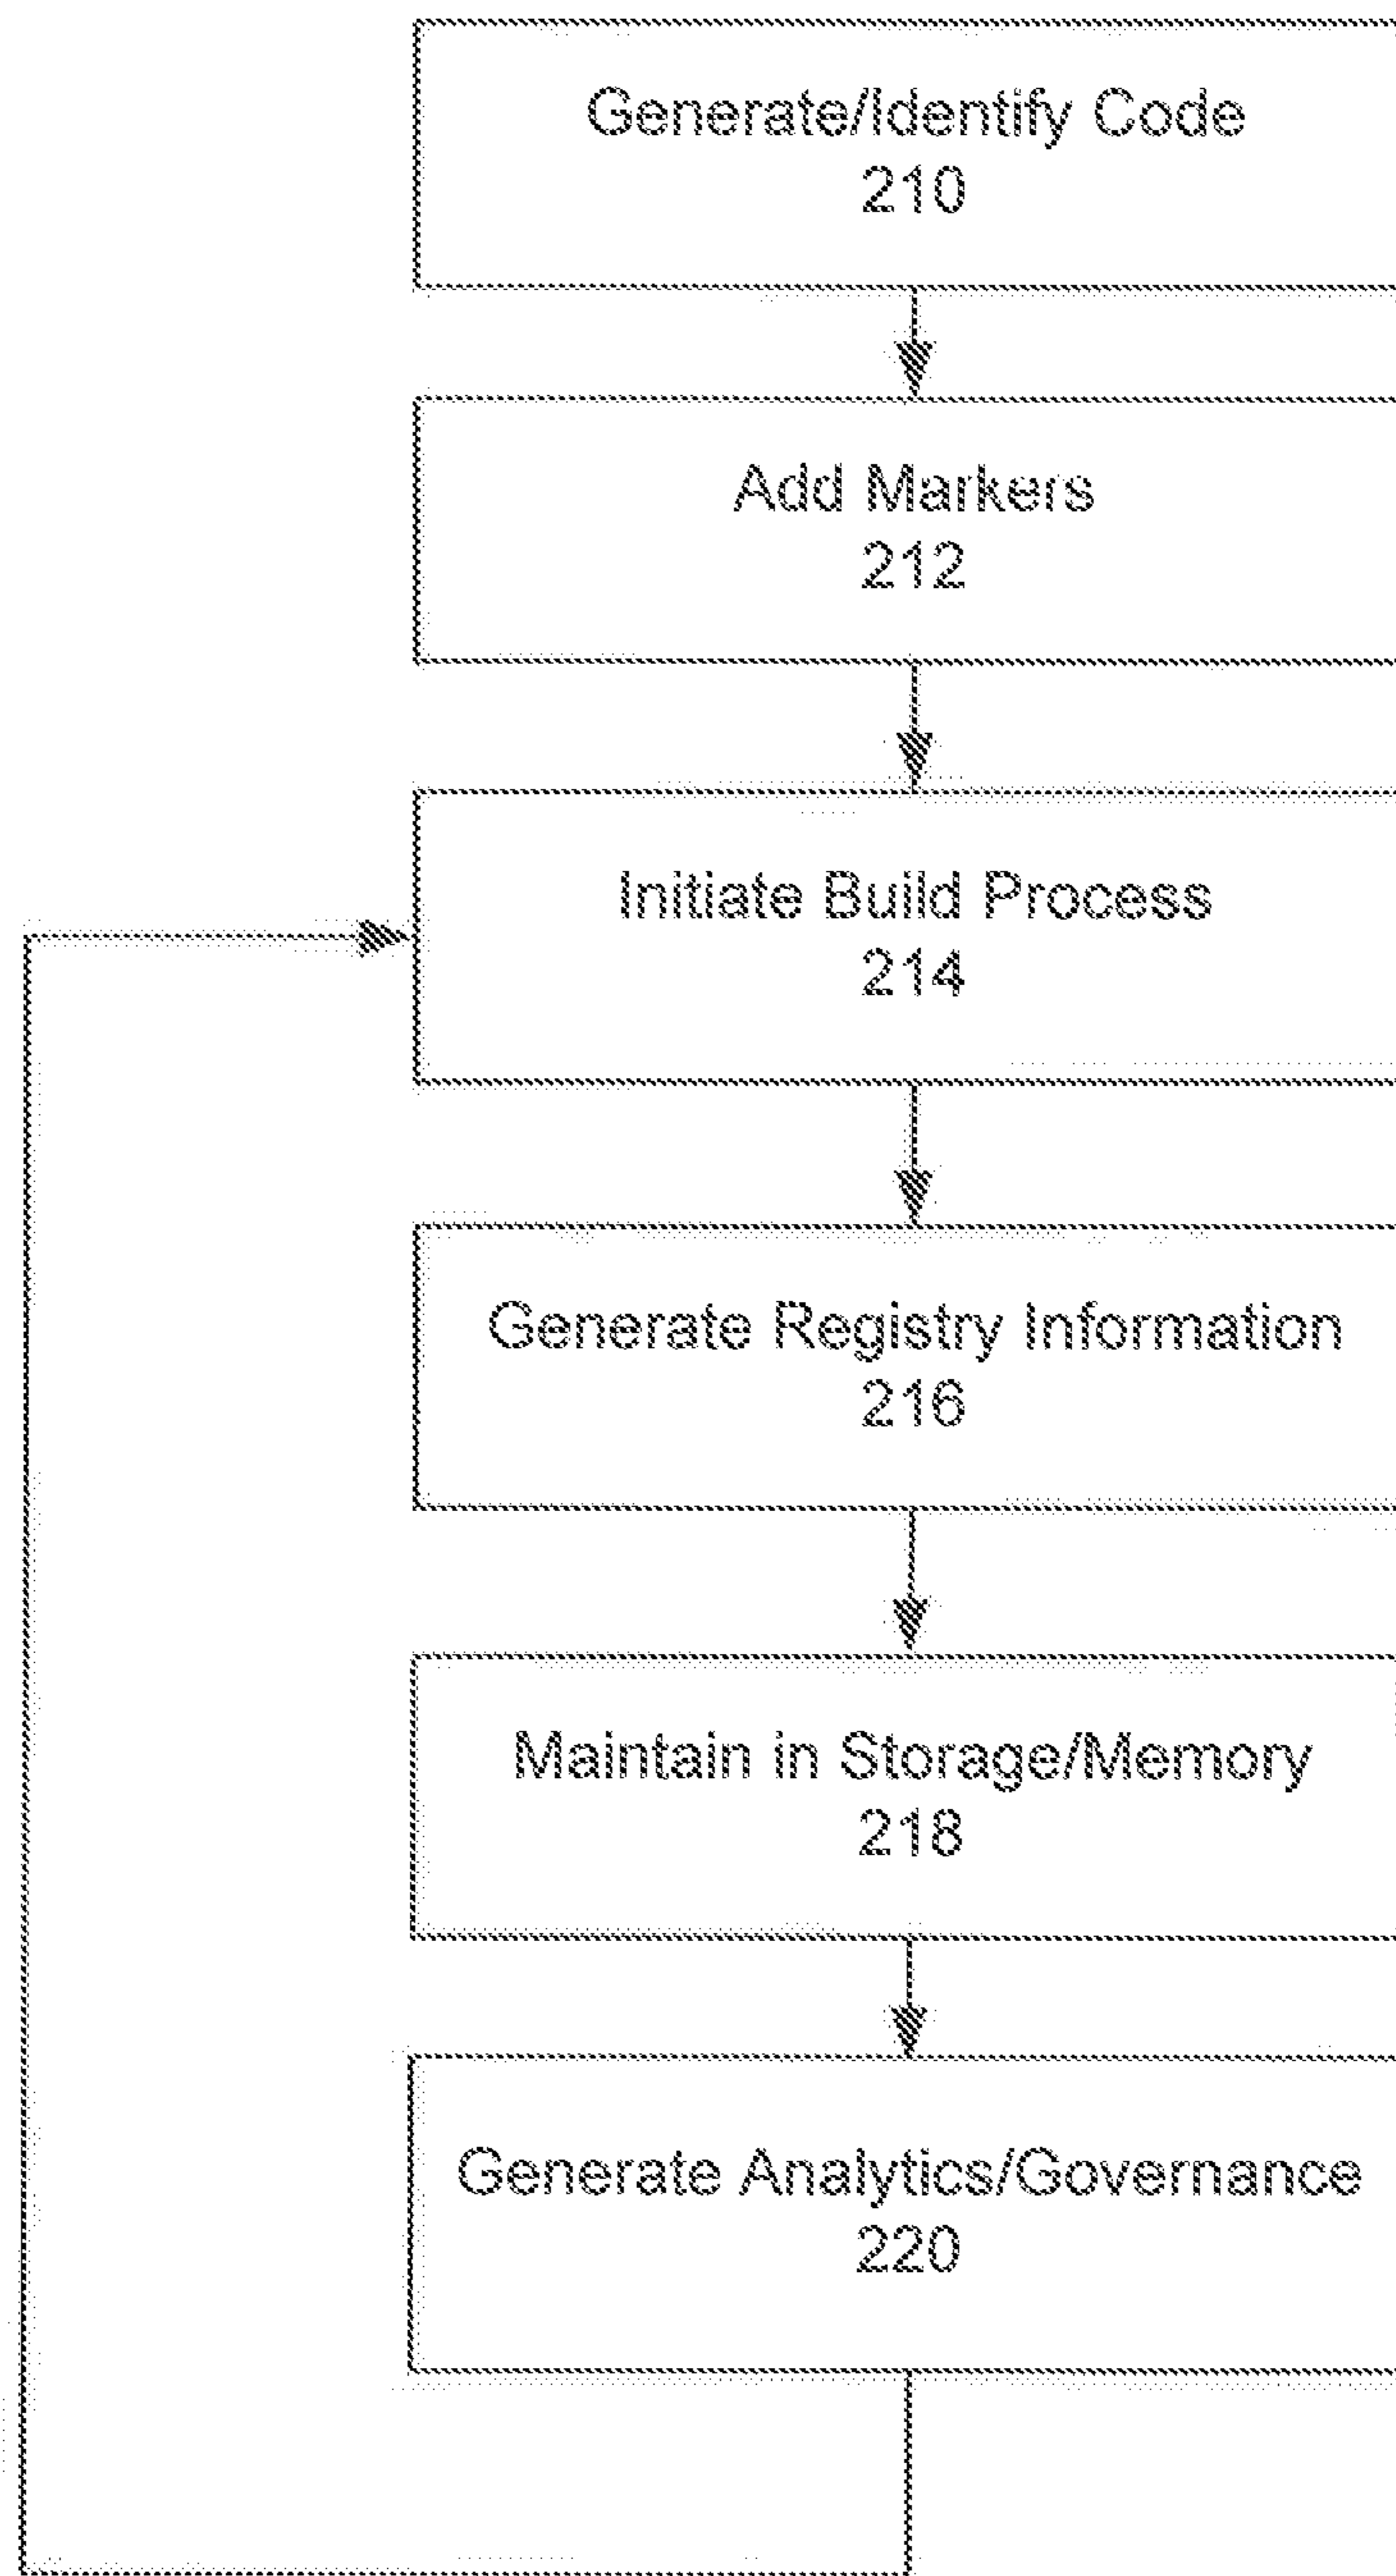 Generate/Identify Code
210
Add Markers
212
Initiate Build Process
214
Generate Registry Information
216
Maintain in Storage/Memory
218
Generate Analytics/Governance
220